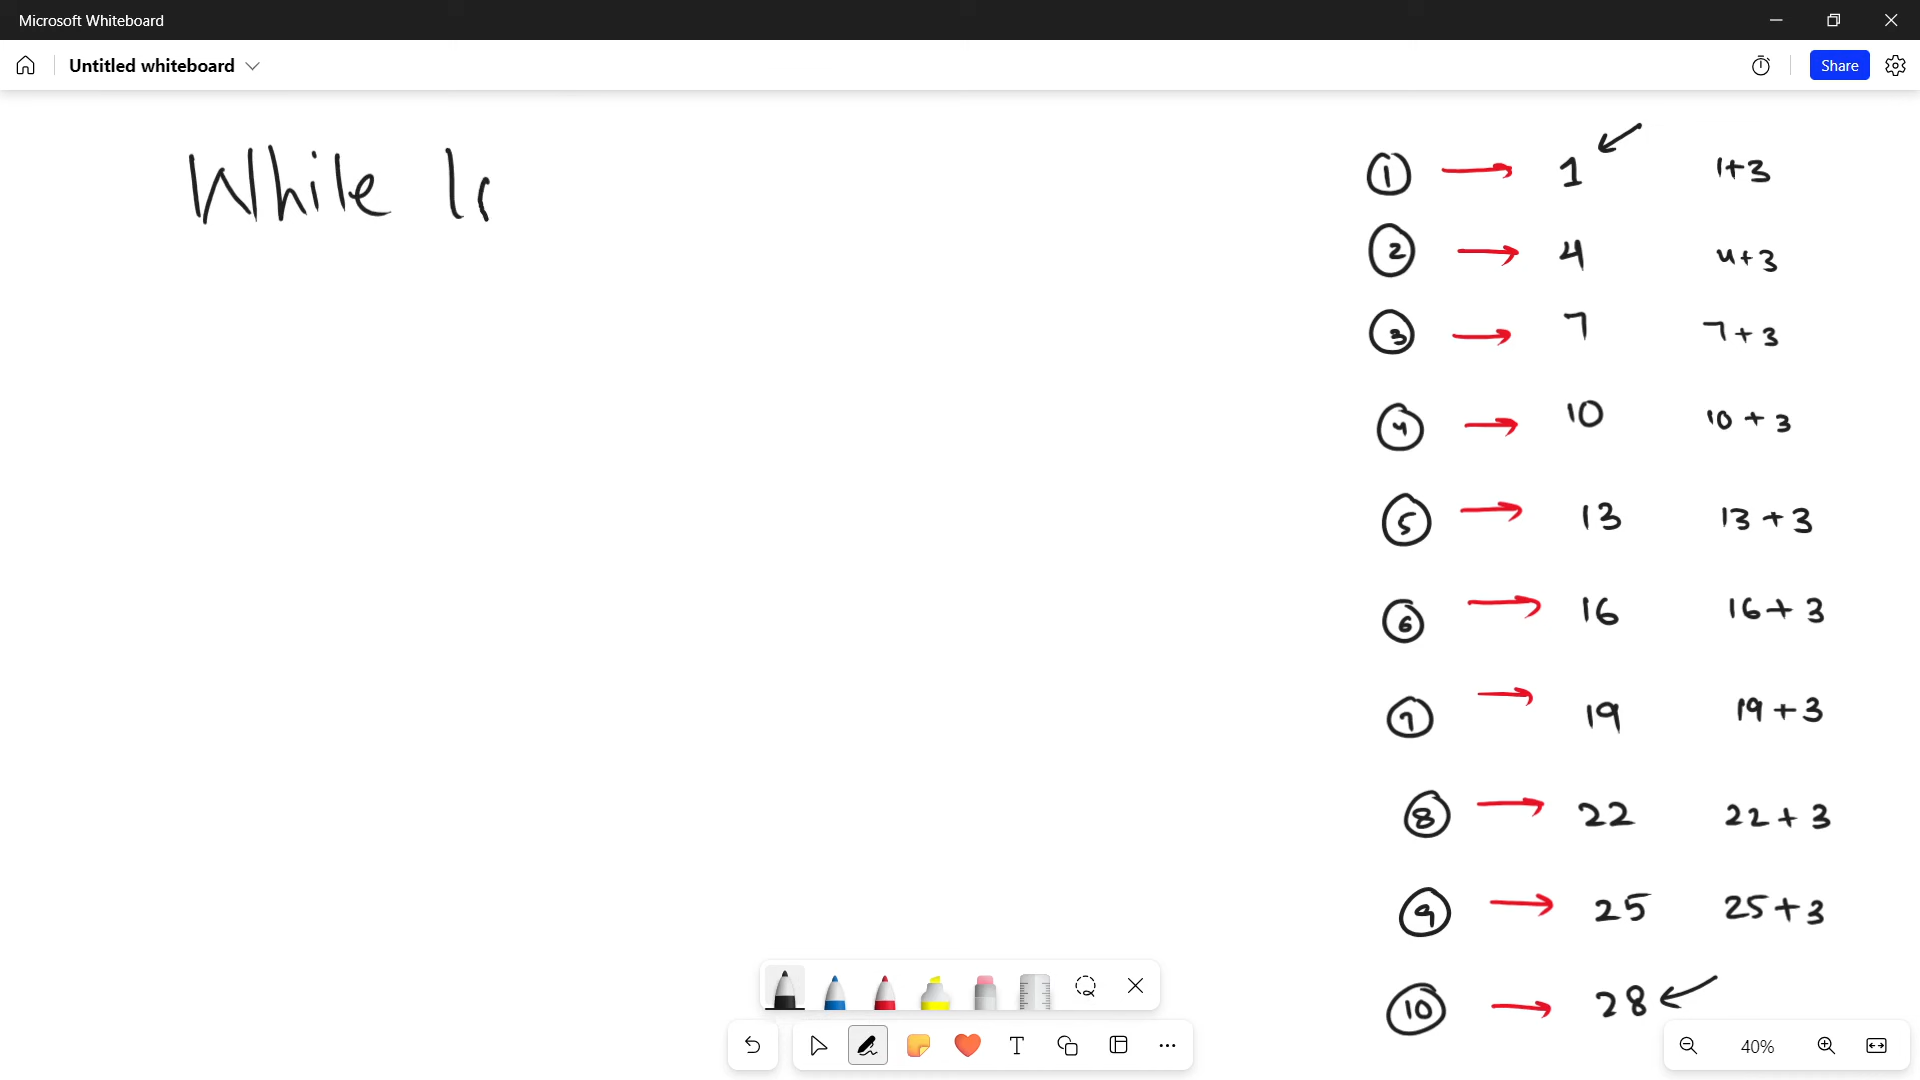 Microsoft Whiteboard
Untitled whiteboard
Share
While
1 → 1 1+3
2 → 4 4+3
3 → 7 7+3
4 → 10 10+3
5 → 13 13+3
6 → 16 16+3
7 → 19 19+3
8 → 22 22+3
9 → 25 25+3
10 → 28
40%